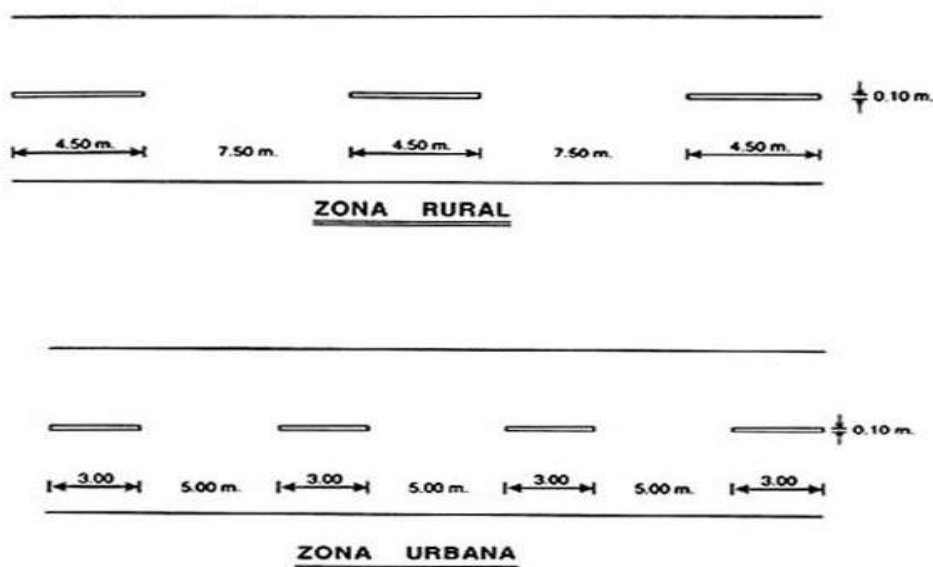 0.10 m.
4.50 m. 7.50 m. 4.50 m. 7.50 m. 4.50 m.
ZONA RURAL
0.10 m.
3.00 5.00 m. 3.00 5.00 m. 3.00 5.00 m. 3.00
ZONA URBANA